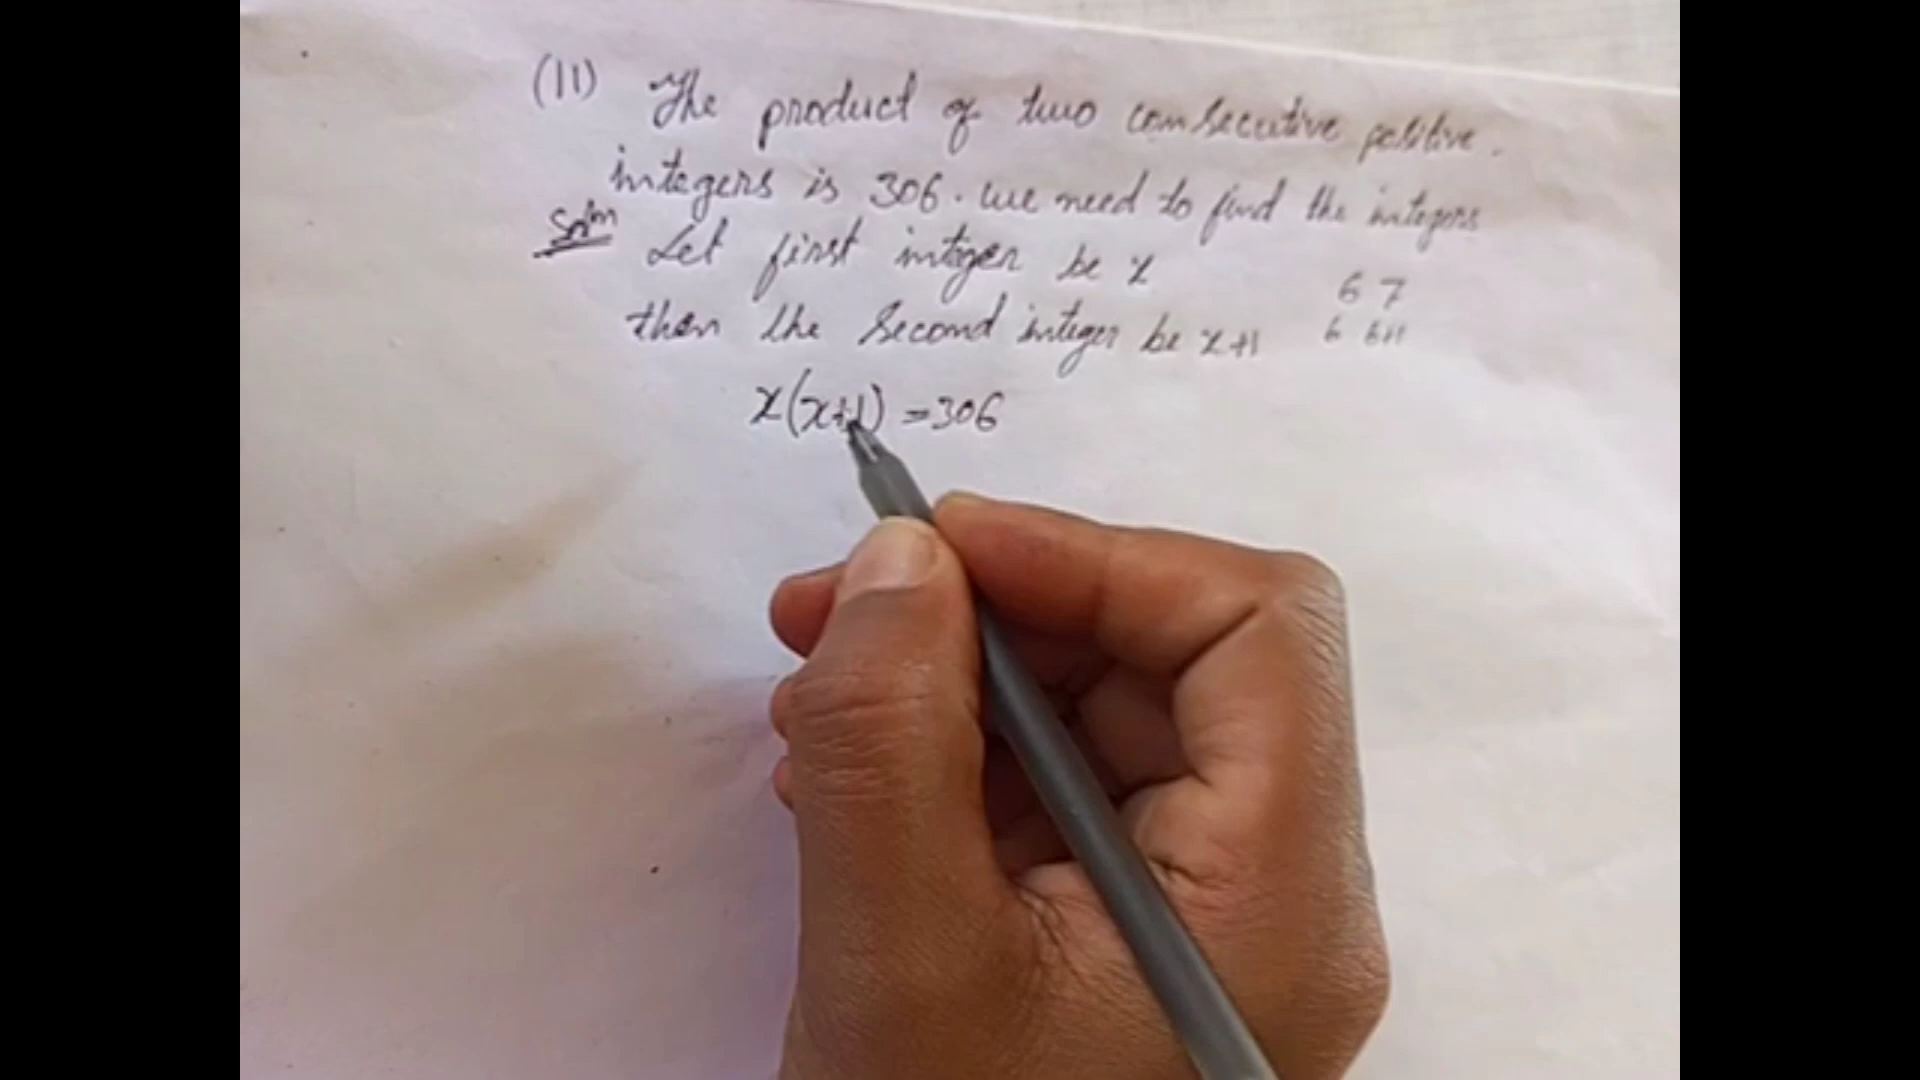 (11) The product of two consecutive positive.
integers is 306. we need to find the integers
Soln Let first integer be x
6 7
then the second integer be x+1
6 6+1
x(x+1) = 306